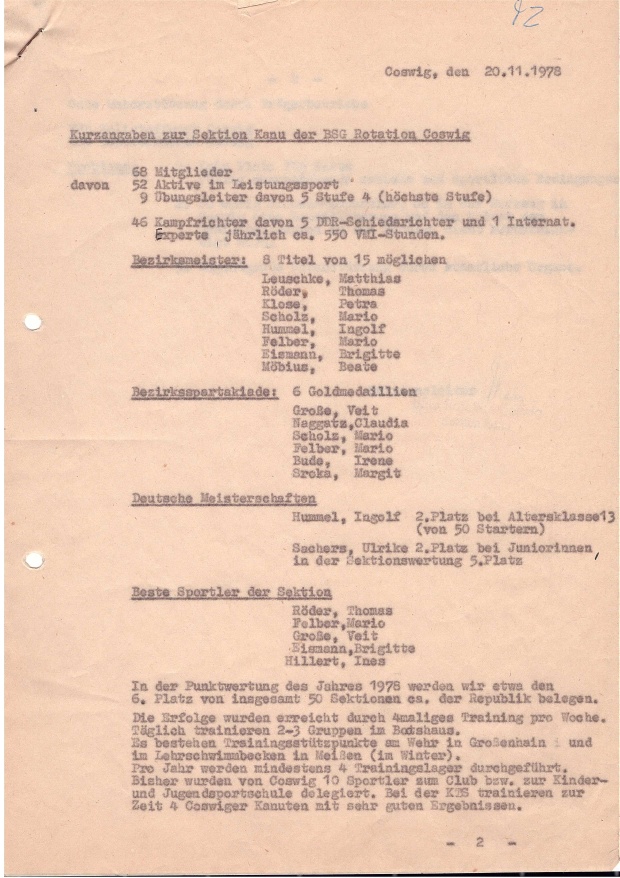 42
Coswig, den 20.11.1978
Kurzangaben zur Sektion Kanu der BSG Rotation Coswig
68 Mitglieder
davon 52 Aktive im Leistungssport
9 Übungsleiter davon 5 Stufe 4 (höchste Stufe)
46 Kampfrichter davon 5 DDR-Schiedsrichter und 1 Internat.
Experte jährlich ca. 550 VMI-Stunden.
Bezirksmeister: 8 Titel von 15 möglichen
Leuschke, Matthias
Röder, Thomas
Klose, Petra
Scholz, Mario
Hummel, Ingolf
Felber, Mario
Eismann, Brigitte
Möbius, Beate
Bezirksspartakiade: 6 Goldmedaillien
Große, Veit
Naggatz,Claudia
Scholz, Mario
Felber, Mario
Bude, Irene
Sroka, Margit
Deutsche Meisterschaften
Hummel, Ingolf 2.Platz bei Altersklasse13
(von 50 Startern)
Sachers, Ulrike 2.Platz bei Juniorinnen,
in der Sektionswertung 5.Platz
Beste Sportler der Sektion
Röder, Thomas
Felber,Mario
Große, Veit
Eismann,Brigitte
Hillert, Ines
In der Punktwertung des Jahres 1978 werden wir etwa den
6. Platz von insgesamt 50 Sektionen ca. der Republik belegen.
Die Erfolge wurden erreicht durch 4maliges Training pro Woche.
Täglich trainieren 2-3 Gruppen im Bootshaus.
Es bestehen Trainingsstützpunkte am Wehr in Großenhain und
im Lehrschwimmbecken in Meißen (im Winter).
Pro Jahr werden mindestens 4 Trainingslager durchgeführt.
Bisher wurden von Coswig 10 Sportler zum Club bzw. zur Kinder-
und Jugendsportschule delegiert. Bei der KJS trainieren zur
Zeit 4 Coswiger Kanuten mit sehr guten Ergebnissen.
- 2 -